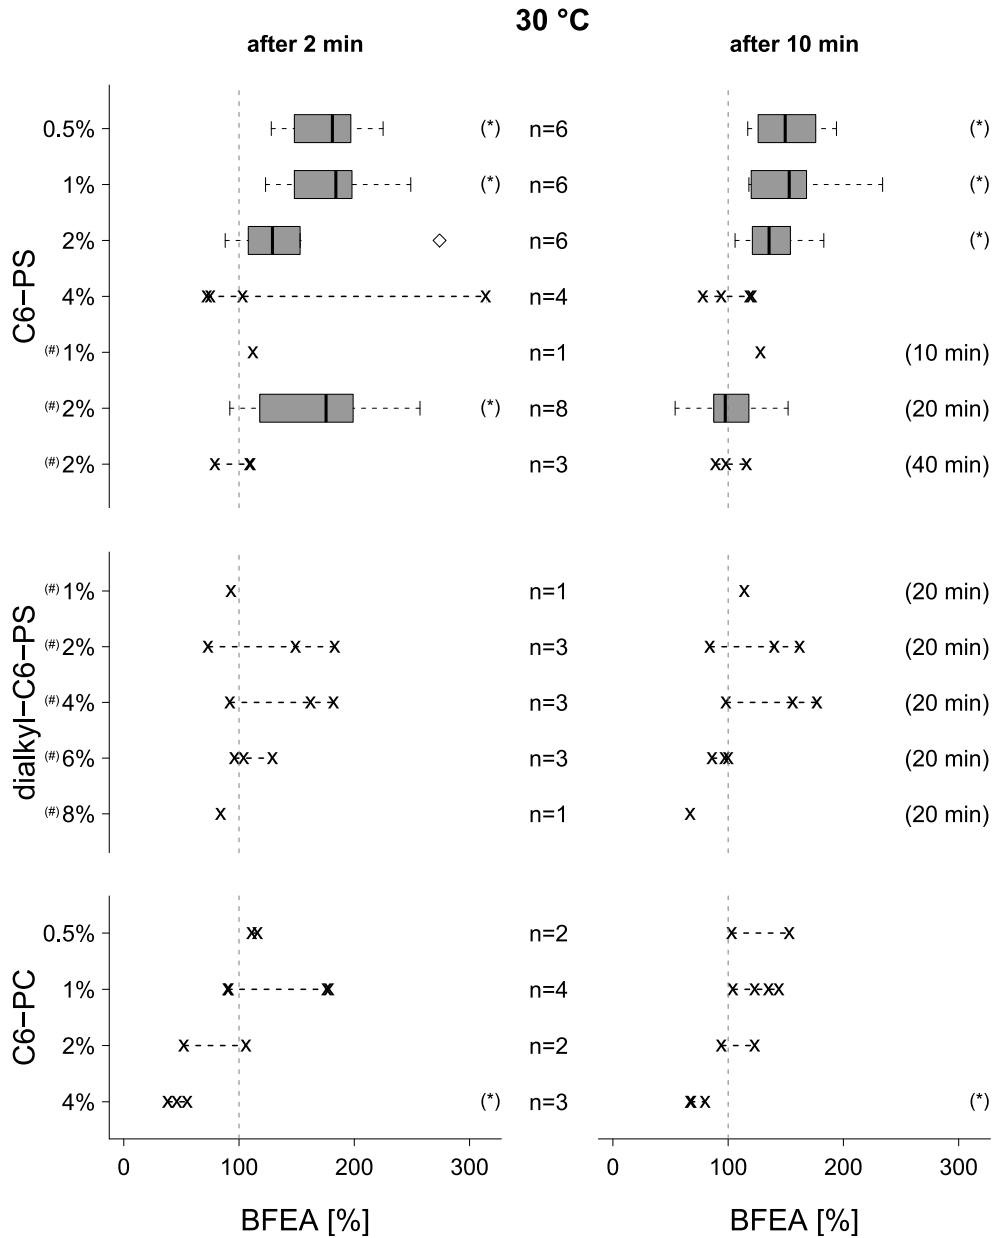 30 °C
after 2 min after 10 min
C6−PS
0.5% (*) n=6 (*)
1% (*) n=6 (*)
2% n=6 (*)
4% n=4
(#) 1% n=1 (10 min)
(#) 2% (*) n=8 (20 min)
(#) 2% n=3 (40 min)
dialkyl−C6−PS
(#) 1% n=1 (20 min)
(#) 2% n=3 (20 min)
(#) 4% n=3 (20 min)
(#) 6% n=3 (20 min)
(#) 8% n=1 (20 min)
C6−PC
0.5% n=2
1% n=4
2% n=2
4% (*) n=3 (*)
0 100 200 300 0 100 200 300
BFEA [%] BFEA [%]